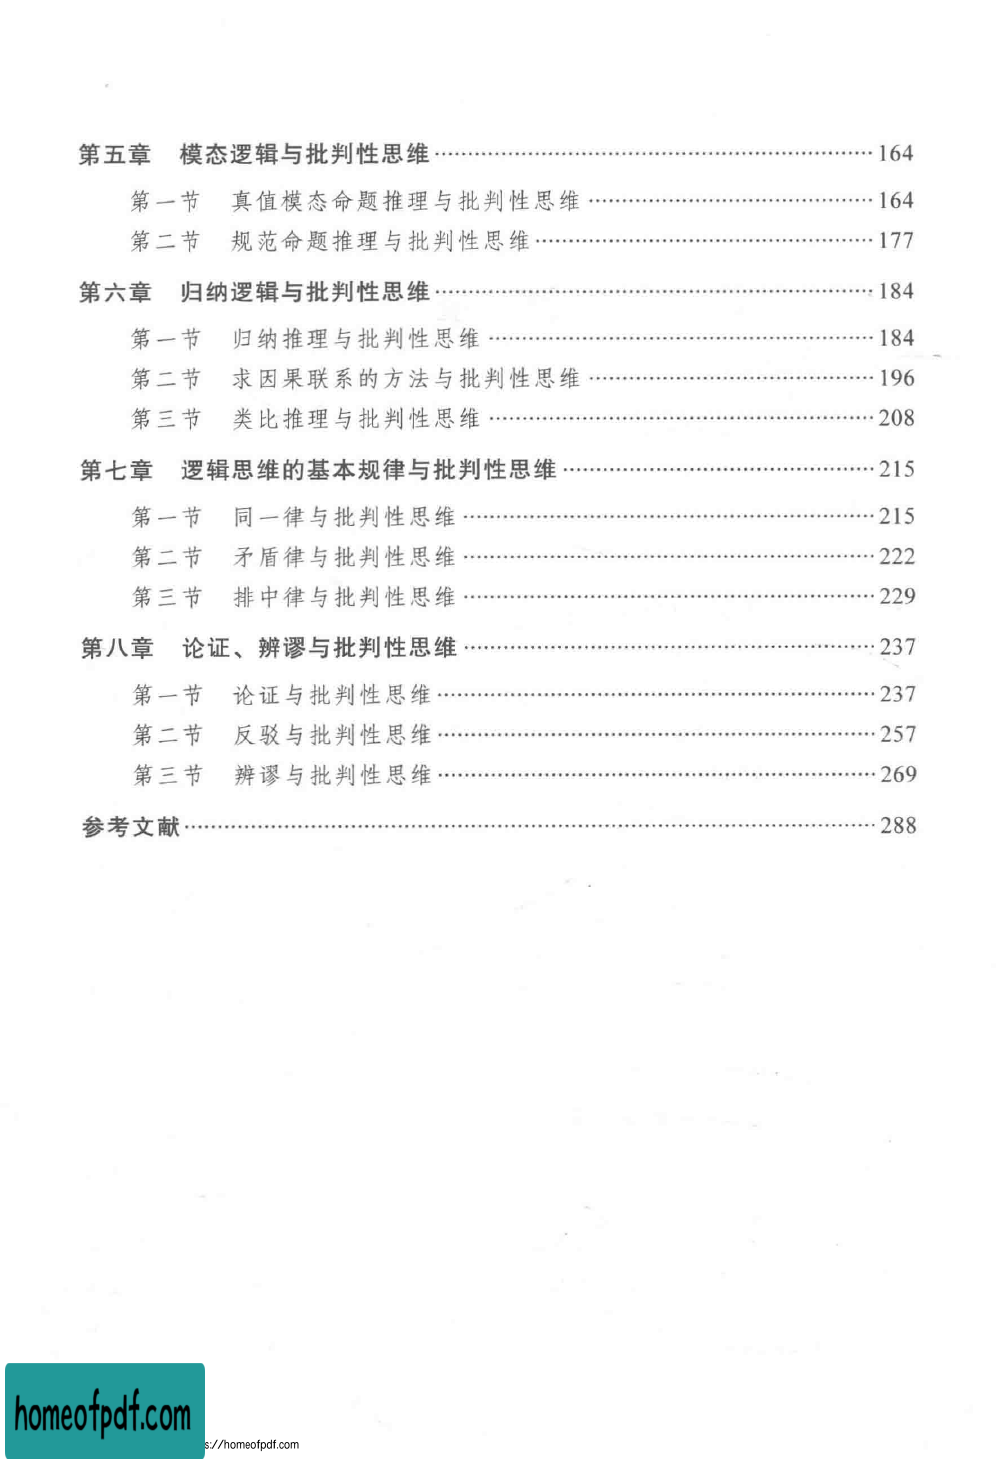 第五章 模态逻辑与批判性思维……164
第一节 真值模态命题推理与批判性思维……164
第二节 规范命题推理与批判性思维……177
第六章 归纳逻辑与批判性思维……184
第一节 归纳推理与批判性思维……184
第二节 求因果联系的方法与批判性思维……196
第三节 类比推理与批判性思维……208
第七章 逻辑思维的基本规律与批判性思维……215
第一节 同一律与批判性思维……215
第二节 矛盾律与批判性思维……222
第三节 排中律与批判性思维……229
第八章 论证、辨谬与批判性思维……237
第一节 论证与批判性思维……237
第二节 反驳与批判性思维……257
第三节 辨谬与批判性思维……269
参考文献……288
homeofpdf.com
s://homeofpdf.com